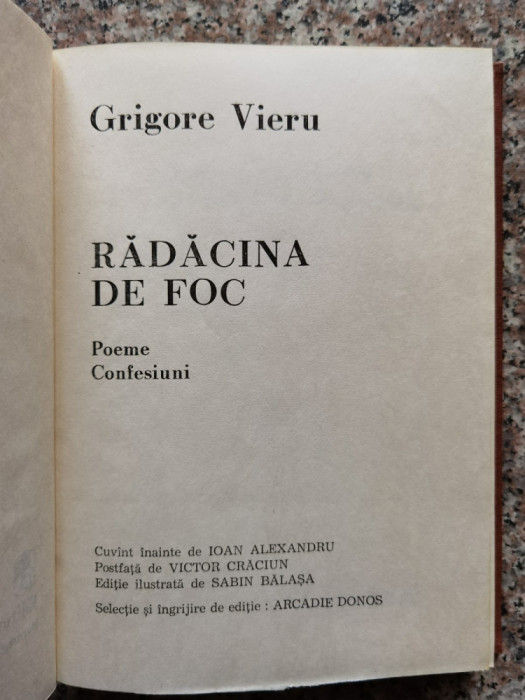 Grigore Vieru
RĂDĂCINA
DE FOC
Poeme
Confesiuni
Cuvînt înainte de IOAN ALEXANDRU
Postfață de VICTOR CRĂCIUN
Ediție ilustrată de SABIN BĂLAȘA
Selecție și îngrijire de ediție : ARCADIE DONOS